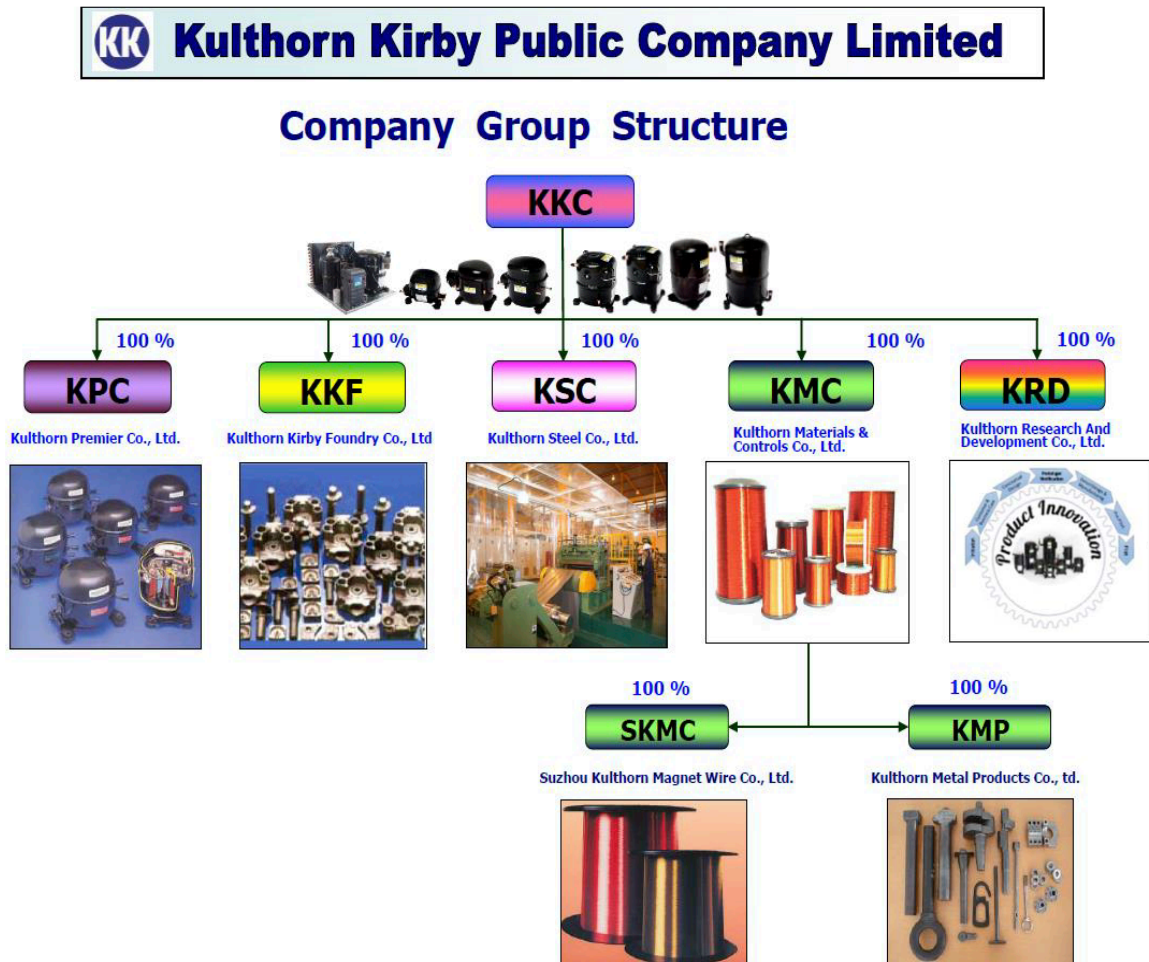 KK Kulthorn Kirby Public Company Limited
Company Group Structure
KKC
100 %
100 %
100 %
100 %
100 %
KPC
KKF
KSC
KMC
KRD
Kulthorn Premier Co., Ltd.
Kulthorn Kirby Foundry Co., Ltd
Kulthorn Steel Co., Ltd.
Kulthorn Materials &
Controls Co., Ltd.
Kulthorn Research And
Development Co., Ltd.
Product Innovation
100 %
100 %
SKMC
KMP
Suzhou Kulthorn Magnet Wire Co., Ltd.
Kulthorn Metal Products Co., td.